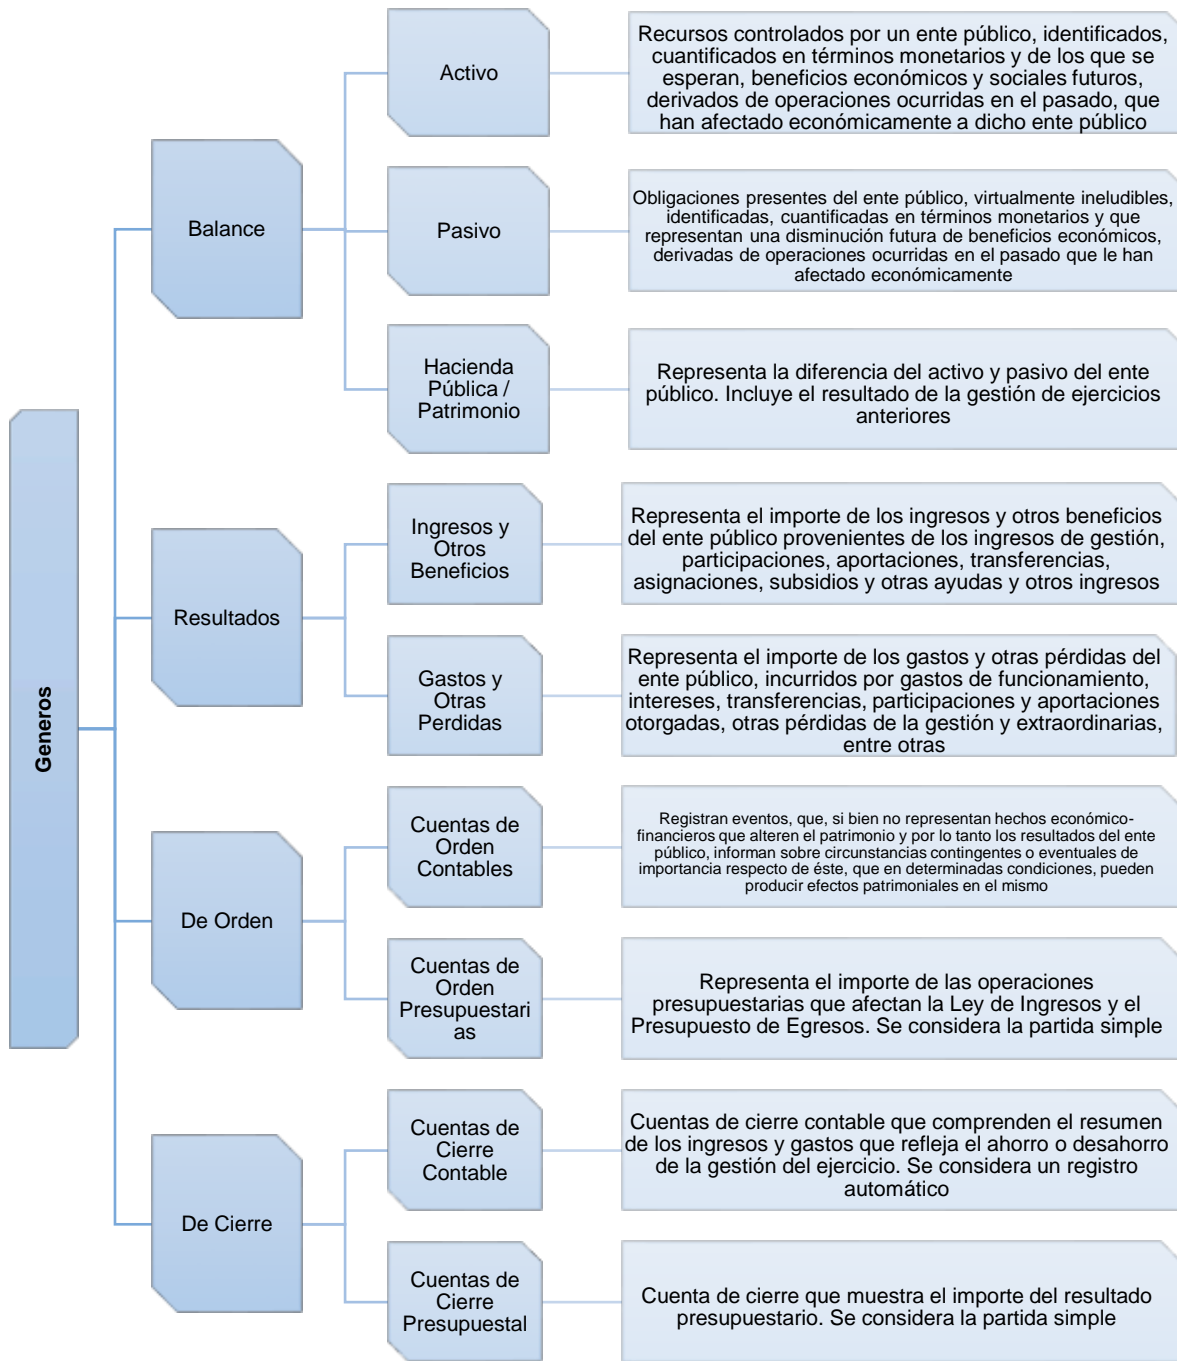 Generos
Balance
Activo
Recursos controlados por un ente público, identificados,
cuantificados en términos monetarios y de los que se
esperan, beneficios económicos y sociales futuros,
derivados de operaciones ocurridas en el pasado, que
han afectado económicamente a dicho ente público
Pasivo
Obligaciones presentes del ente público, virtualmente ineludibles,
identificadas, cuantificadas en términos monetarios y que
representan una disminución futura de beneficios económicos,
derivadas de operaciones ocurridas en el pasado que le han
afectado económicamente
Hacienda
Pública /
Patrimonio
Representa la diferencia del activo y pasivo del ente
público. Incluye el resultado de la gestión de ejercicios
anteriores
Resultados
Ingresos y
Otros
Beneficios
Representa el importe de los ingresos y otros beneficios
del ente público provenientes de los ingresos de gestión,
participaciones, aportaciones, transferencias,
asignaciones, subsidios y otras ayudas y otros ingresos
Gastos y
Otras
Perdidas
Representa el importe de los gastos y otras pérdidas del
ente público, incurridos por gastos de funcionamiento,
intereses, transferencias, participaciones y aportaciones
otorgadas, otras pérdidas de la gestión y extraordinarias,
entre otras
De Orden
Cuentas de
Orden
Contables
Registran eventos, que, si bien no representan hechos económico-
financieros que alteren el patrimonio y por lo tanto los resultados del ente
público, informan sobre circunstancias contingentes o eventuales de
importancia respecto de éste, que en determinadas condiciones, pueden
producir efectos patrimoniales en el mismo
Cuentas de
Orden
Presupuestari
as
Representa el importe de las operaciones
presupuestarias que afectan la Ley de Ingresos y el
Presupuesto de Egresos. Se considera la partida simple
De Cierre
Cuentas de
Cierre
Contable
Cuentas de cierre contable que comprenden el resumen
de los ingresos y gastos que refleja el ahorro o desahorro
de la gestión del ejercicio. Se considera un registro
automático
Cuentas de
Cierre
Presupuestal
Cuenta de cierre que muestra el importe del resultado
presupuestario. Se considera la partida simple